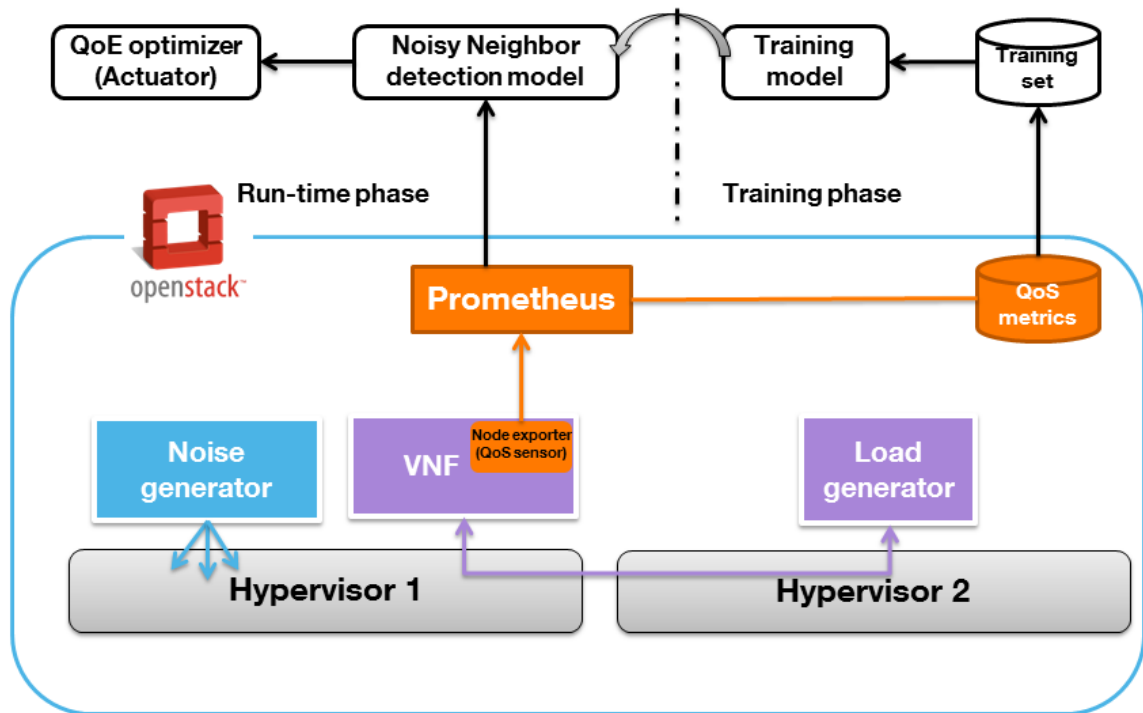 QoE optimizer
(Actuator)
Noisy Neighbor
detection model
Training
model
Training
set
Run-time phase
Training phase
openstack™
Prometheus
QoS
metrics
Noise
generator
VNF
Node exporter
(QoS sensor)
Load
generator
Hypervisor 1
Hypervisor 2